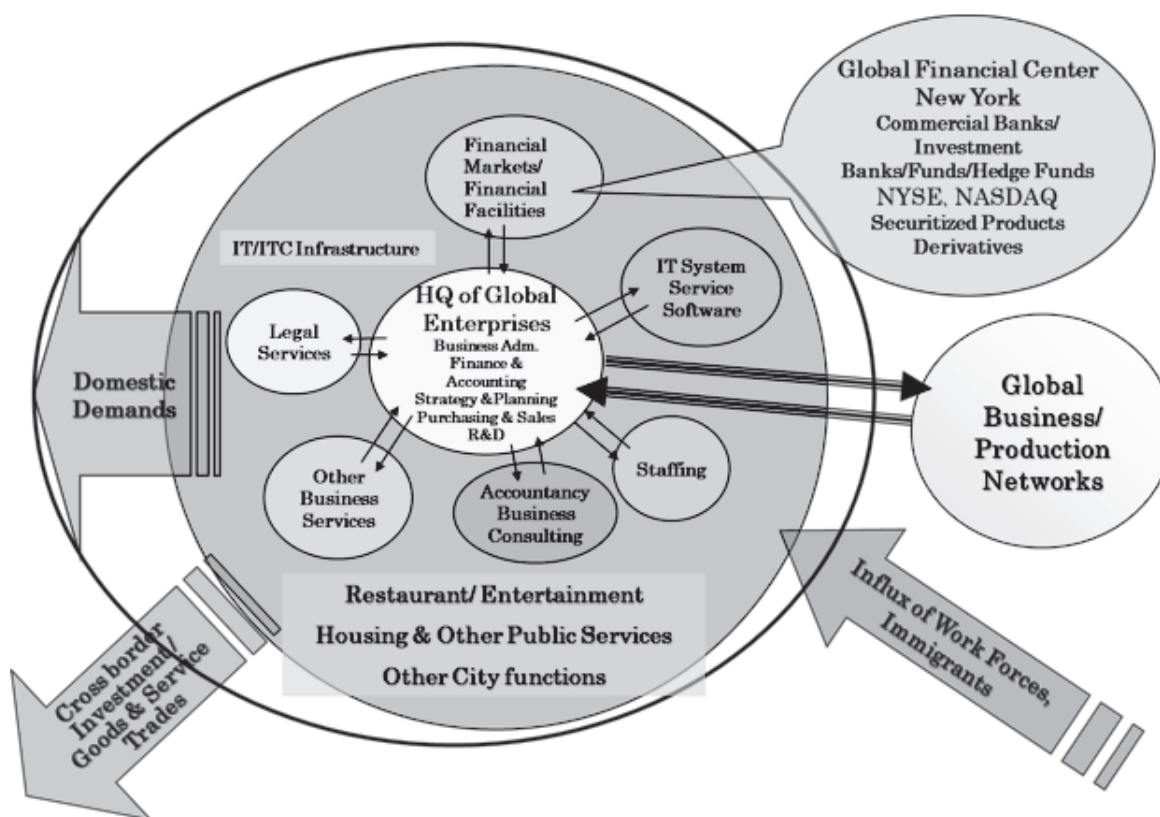 Global Financial Center
New York
Commercial Banks/
Investment
Banks/Funds/Hedge Funds
NYSE, NASDAQ
Securitized Products
Derivatives
Financial
Markets/
Financial
Facilities
IT/ITC Infrastructure
IT System
Service
Software
HQ of Global
Enterprises
Business Adm.
Finance &
Accounting
Strategy &Planning
Purchasing & Sales
R&D
Legal
Services
Domestic
Demands
Global
Business/
Production
Networks
Other
Business
Services
Accountancy
Business
Consulting
Staffing
Restaurant/ Entertainment
Housing & Other Public Services
Other City functions
Cross border
Investment/
Goods & Service
Trades
Influx of Work Forces,
Immigrants